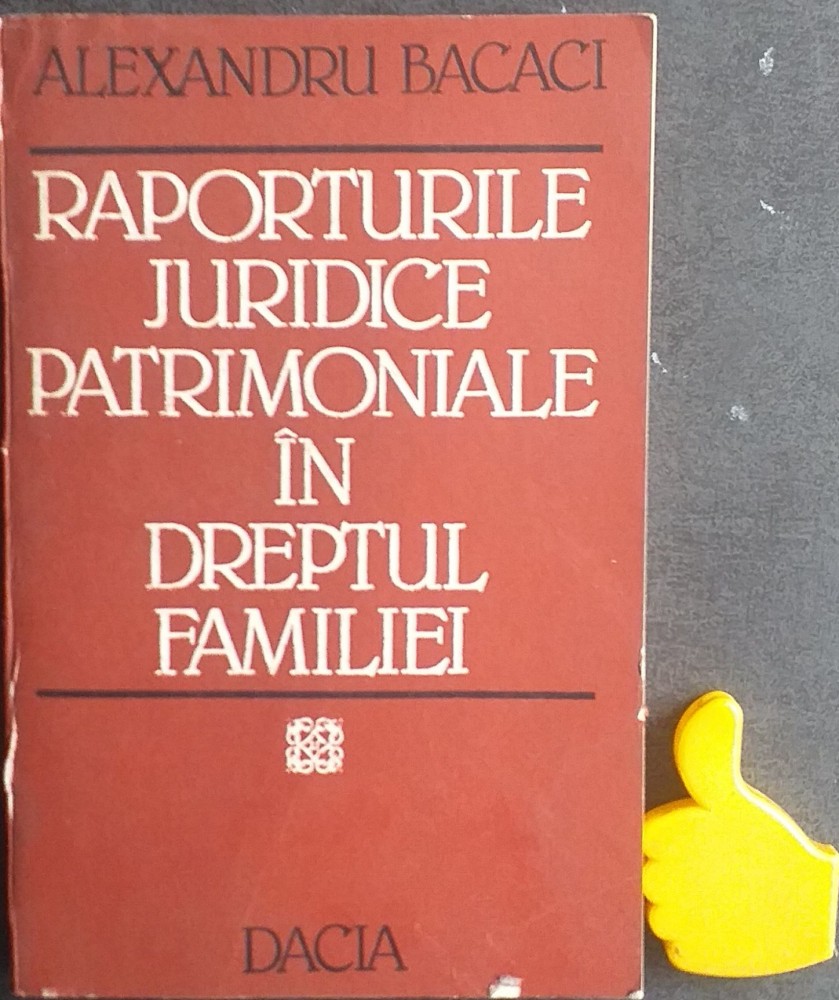 ALEXANDRU BACACI
RAPORTURILE
JURIDICE
PATRIMONIALE
ÎN
DREPTUL
FAMILIEI
DACIA